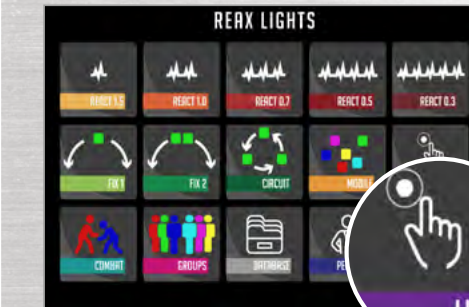 REAX LIGHTS
REACT 1.5
REACT 1.0
REACT 0.7
REACT 0.5
REACT 0.3
FIX 1
FIX 2
CIRCUIT
COMBAT
GROUPS
DATABASE